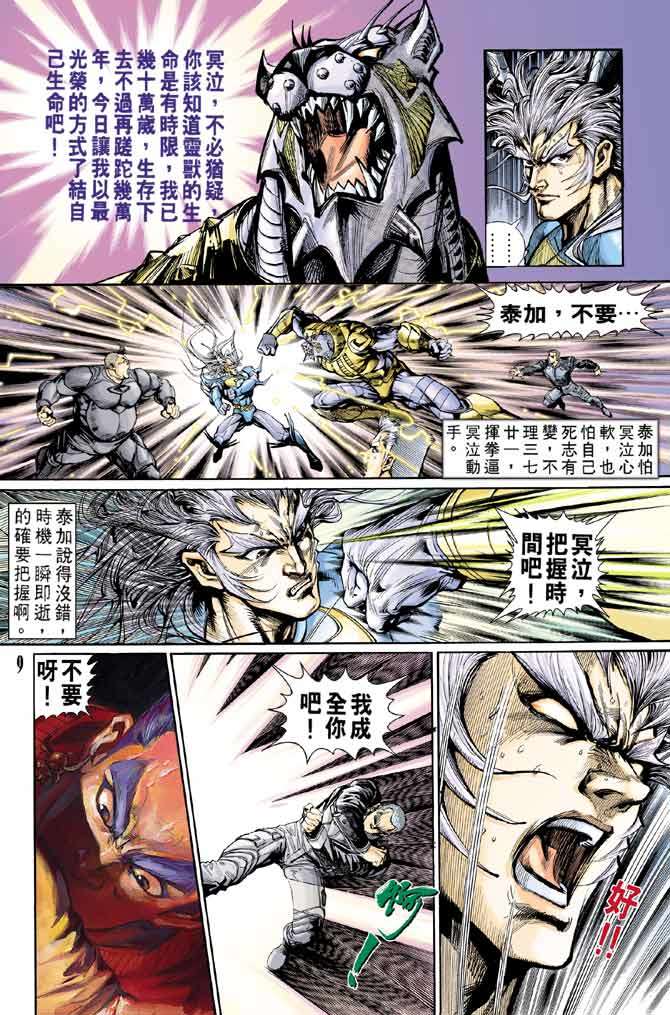 冥泣，不必猶疑，
你該知道靈獸的生
命是有時限，我已
幾十萬歲，生存下
去不過再蹉跎幾萬
年，今日讓我以最
光榮的方式了結自
己生命吧！
⋯⋯
泰加，不要⋯
泰加怕
冥泣心
軟，也
怕自己
死志有
變，不
理三七
廿一，
揮拳逼
冥泣動
手。
冥泣，
把握時
間吧！
泰加說得沒錯，
時機一瞬即逝，
的確要把握啊。
好!!
我成
全你
吧！
啊！
不要
呀！
9